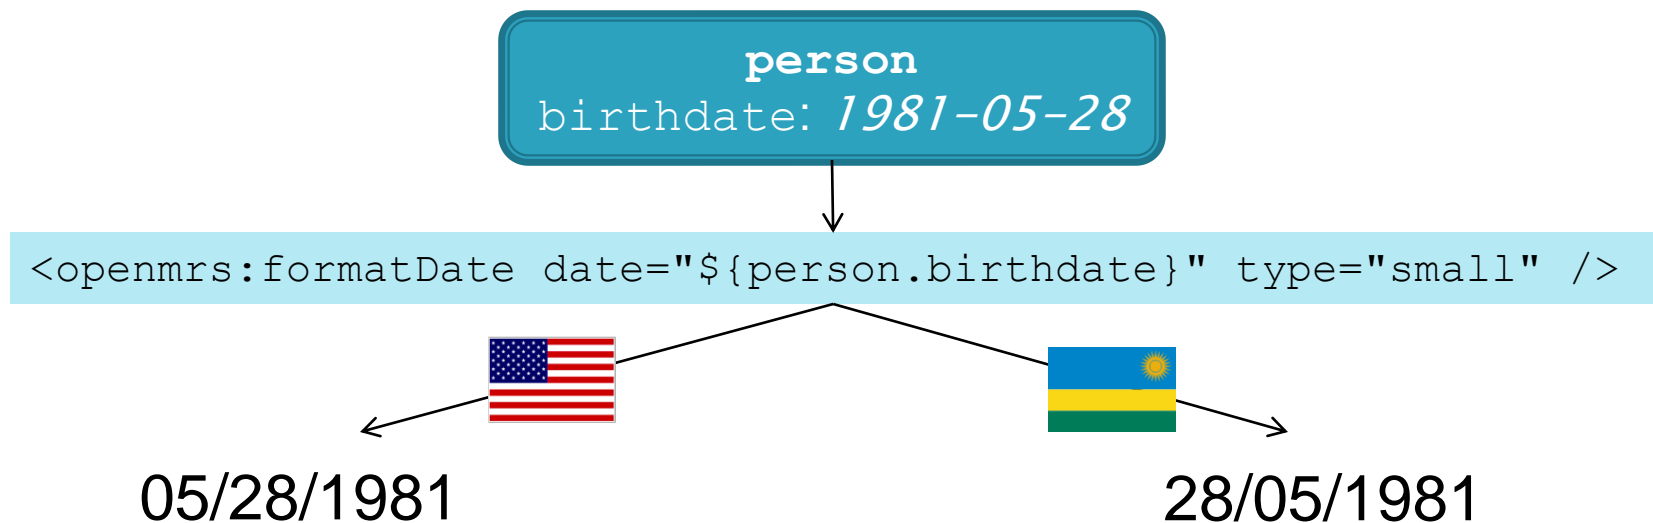 person
birthdate: 1981-05-28
<openmrs:formatDate date="${person.birthdate}" type="small" />
05/28/1981
28/05/1981